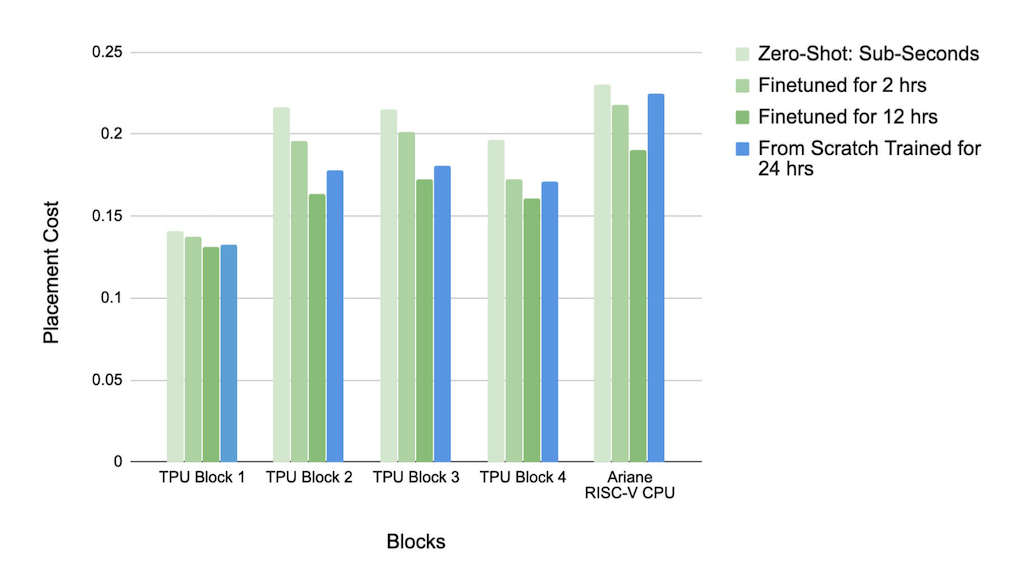 0.25
0.2
0.15
0.1
0.05
0
Placement Cost
TPU Block 1
TPU Block 2
TPU Block 3
TPU Block 4
Ariane
RISC-V CPU
Blocks
Zero-Shot: Sub-Seconds
Finetuned for 2 hrs
Finetuned for 12 hrs
From Scratch Trained for
24 hrs